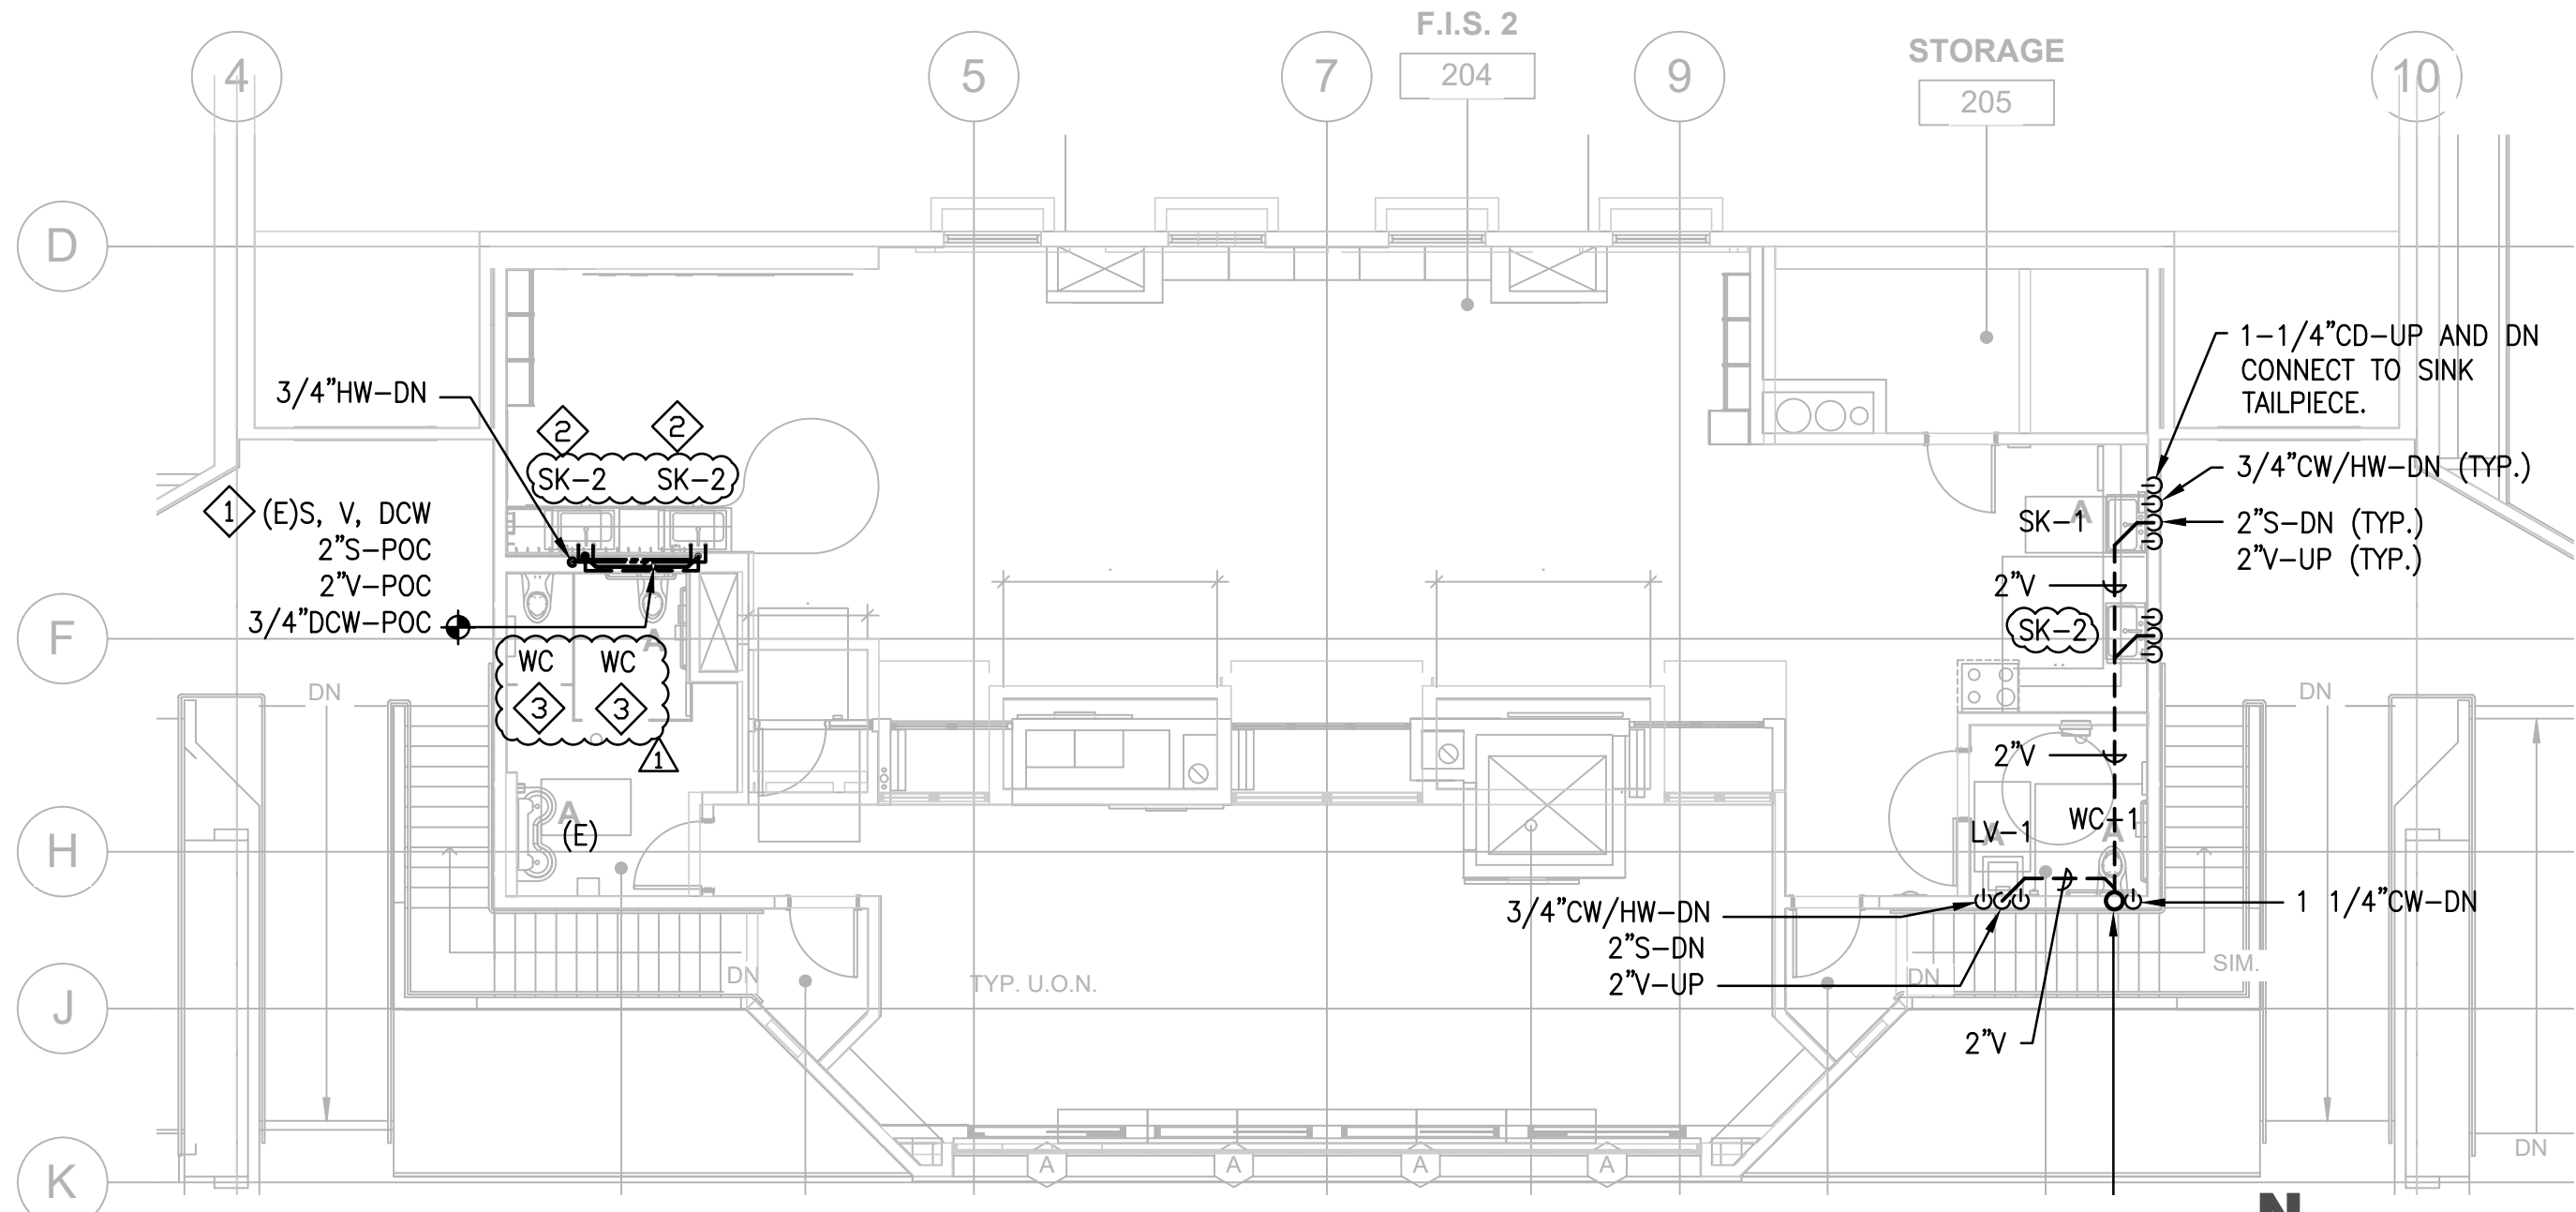 F.I.S. 2
204
STORAGE
205
4
5
7
9
10
D
F
H
J
K
3/4"HW-DN
2
2
SK-2
SK-2
1
(E)S, V, DCW
2"S-POC
2"V-POC
3/4"DCW-POC
A
WC
WC
3
3
1
A
(E)
DN
DN
TYP. U.O.N.
1-1/4"CD-UP AND DN
CONNECT TO SINK
TAILPIECE.
3/4"CW/HW-DN (TYP.)
SK-1
A
2"S-DN (TYP.)
2"V-UP (TYP.)
2"V
SK-2
DN
2"V
LV-1
A
WC-1
A
3/4"CW/HW-DN
2"S-DN
2"V-UP
1 1/4"CW-DN
DN
SIM.
2"V
DN
A
A
A
A
N